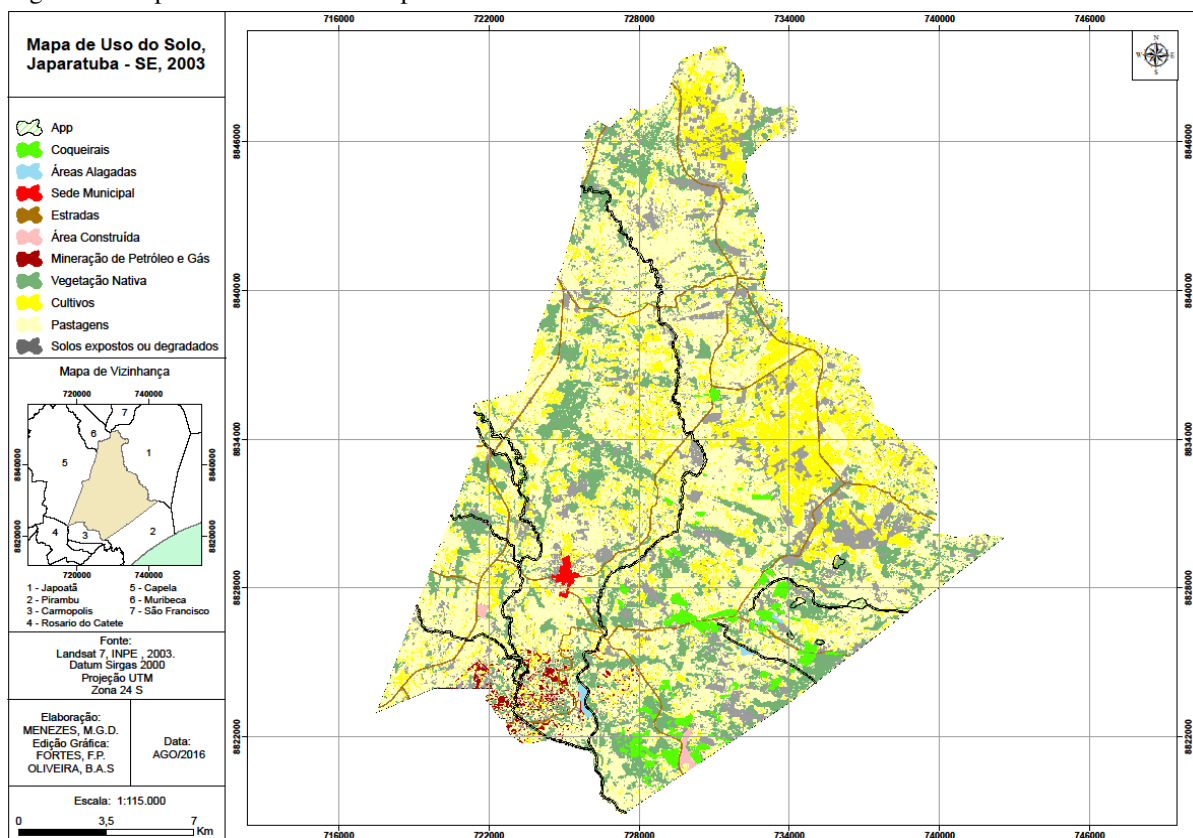 716000
722000
728000
734000
740000
746000
Mapa de Uso do Solo,
Japaratuba - SE, 2003
N
W
E
S
App
Coqueirais
Áreas Alagadas
Sede Municipal
Estradas
Área Construída
Mineração de Petróleo e Gás
Vegetação Nativa
Cultivos
Pastagens
Solos expostos ou degradados
8846000
8846000
8840000
8840000
8834000
8834000
8828000
8828000
8822000
8822000
Mapa de Vizinhança
720000
740000
7
6
1
5
8840000
8840000
4
3
2
8820000
8820000
720000
740000
1 - Japoatã
2 - Pirambu
3 - Carmopolis
4 - Rosario do Catete
5 - Capela
6 - Muribeca
7 - São Francisco
Fonte:
Landsat 7, INPE , 2003.
Datum Sirgas 2000
Projeção UTM
Zona 24 S
Elaboração:
MENEZES, M.G.D.
Edição Gráfica:
FORTES, F.P.
OLIVEIRA, B.A.S
Data:
AGO/2016
Escala: 1:115.000
0
3,5
7
Km
716000
722000
728000
734000
740000
746000